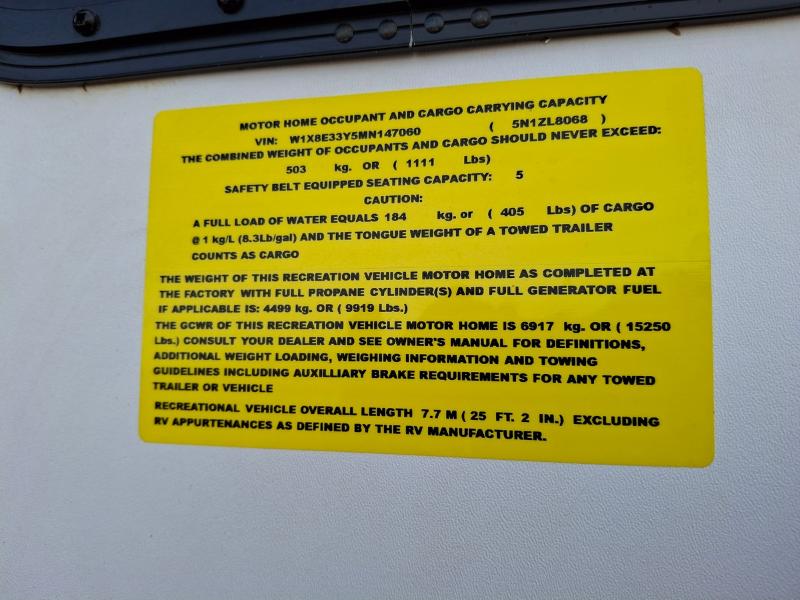 MOTOR HOME OCCUPANT AND CARGO CARRYING CAPACITY
VIN: W1X8E33Y5MN147060 ( 5N1ZL8068 )
THE COMBINED WEIGHT OF OCCUPANTS AND CARGO SHOULD NEVER EXCEED:
503 kg. OR ( 1111 Lbs)
SAFETY BELT EQUIPPED SEATING CAPACITY: 5
CAUTION:
A FULL LOAD OF WATER EQUALS 184 kg. or ( 405 Lbs) OF CARGO
@ 1 kg/L (8.3Lb/gal) AND THE TONGUE WEIGHT OF A TOWED TRAILER
COUNTS AS CARGO
THE WEIGHT OF THIS RECREATION VEHICLE MOTOR HOME AS COMPLETED AT
THE FACTORY WITH FULL PROPANE CYLINDER(S) AND FULL GENERATOR FUEL
IF APPLICABLE IS: 4499 kg. OR ( 9919 Lbs.)
THE GCWR OF THIS RECREATION VEHICLE MOTOR HOME IS 6917 kg. OR ( 15250
Lbs.) CONSULT YOUR DEALER AND SEE OWNER'S MANUAL FOR DEFINITIONS,
ADDITIONAL WEIGHT LOADING, WEIGHING INFORMATION AND TOWING
GUIDELINES INCLUDING AUXILLIARY BRAKE REQUIREMENTS FOR ANY TOWED
TRAILER OR VEHICLE
RECREATIONAL VEHICLE OVERALL LENGTH 7.7 M ( 25 FT. 2 IN.) EXCLUDING
RV APPURTENANCES AS DEFINED BY THE RV MANUFACTURER.